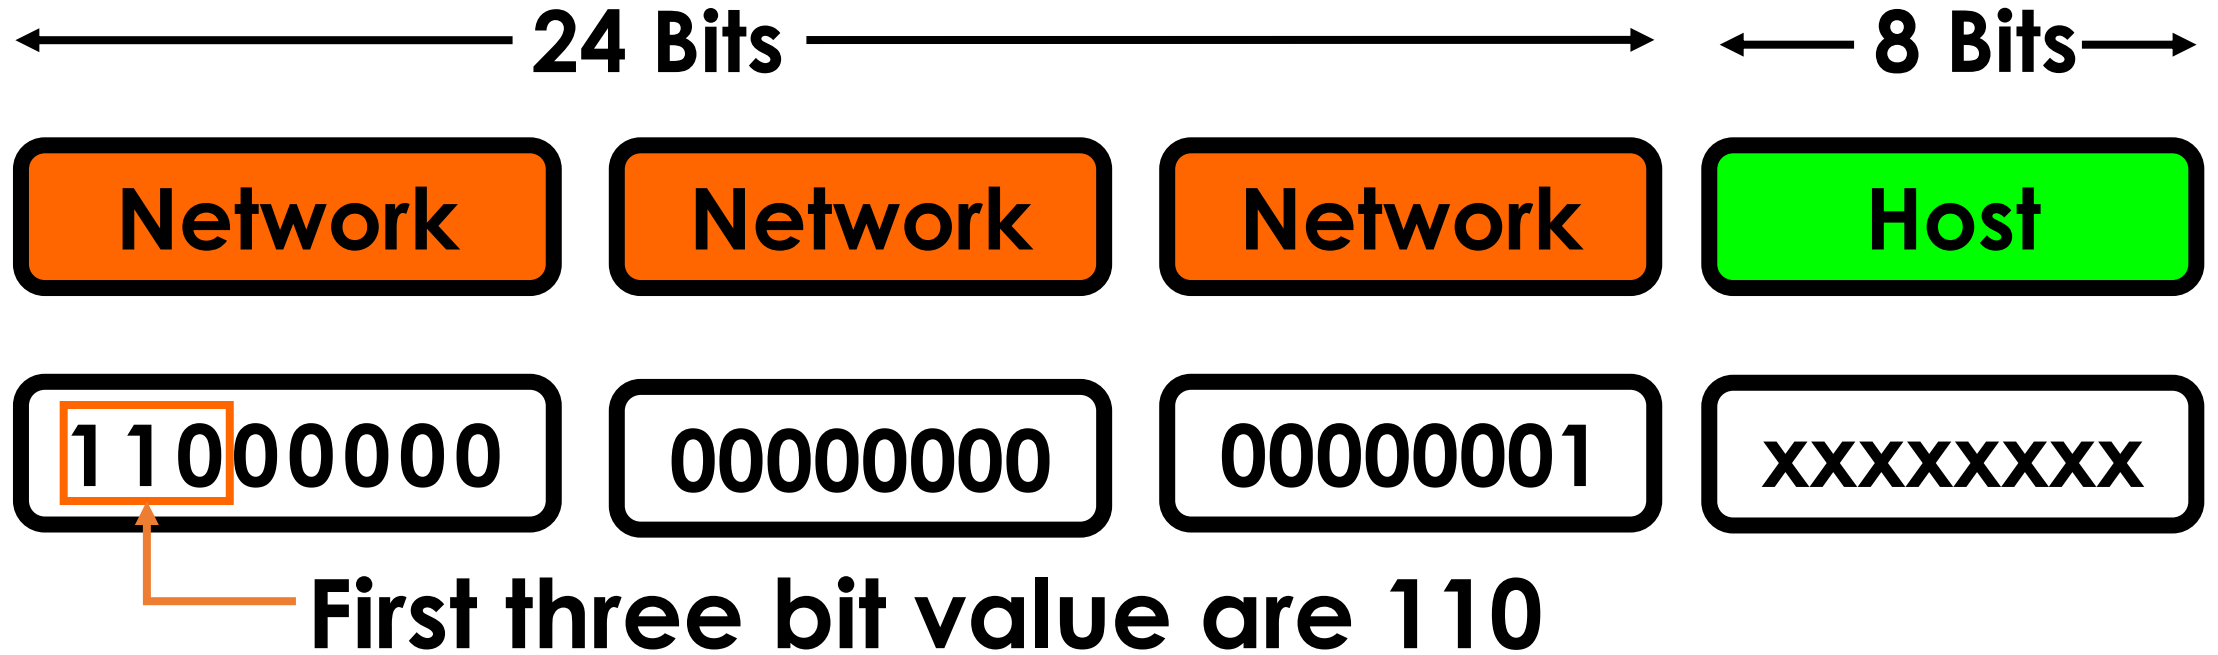 24 Bits 8 Bits
Network Network Network Host
11000000 00000000 00000001 xxxxxxxx
First three bit value are 110